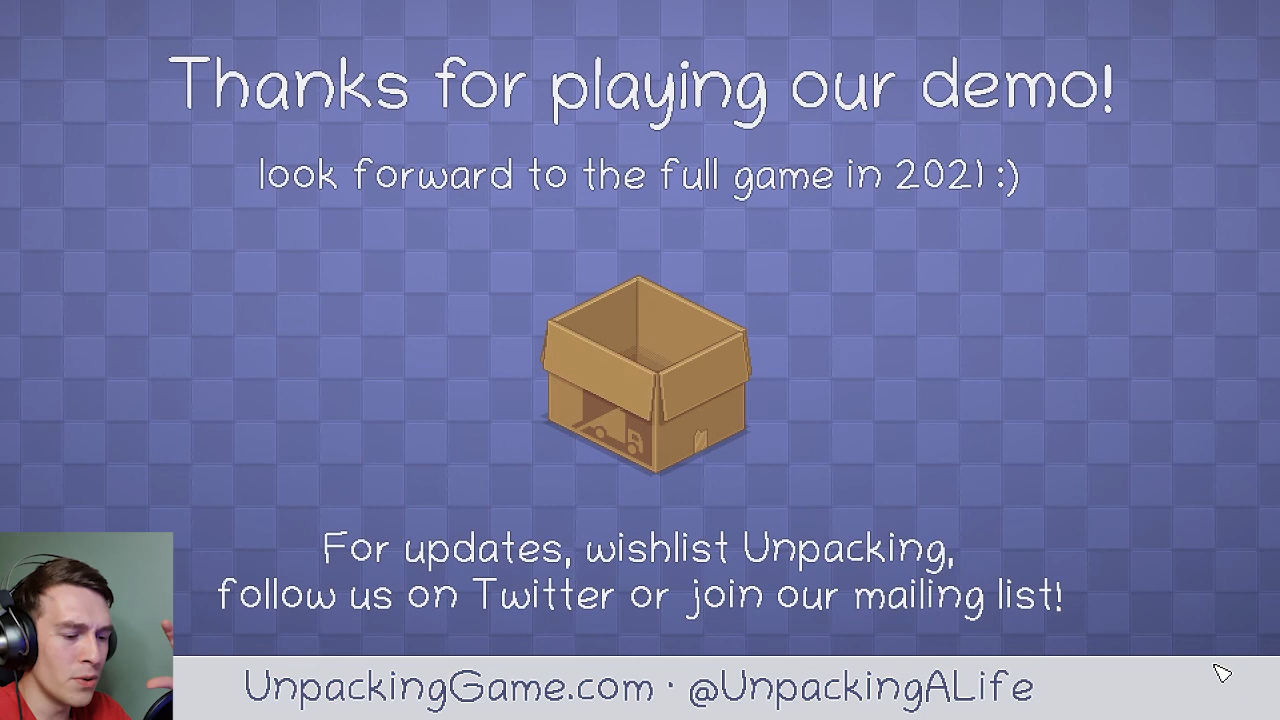 Thanks for playing our demo!
look forward to the full game in 2021 :)
For updates, wishlist Unpacking,
follow us on Twitter or join our mailing list!
UnpackingGame.com · @UnpackingALife